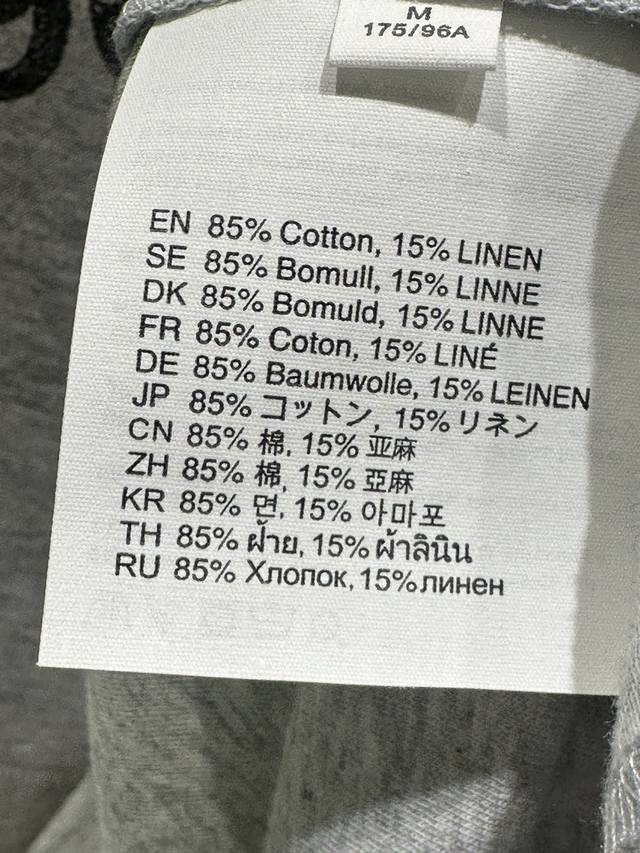 M
175/96A
EN 85% Cotton, 15% LINEN
SE 85% Bomull, 15% LINNE
DK 85% Bomuld, 15% LINNE
FR 85% Coton, 15% LINÉ
DE 85% Baumwolle, 15% LEINEN
JP 85% コットン, 15% リネン
CN 85% 棉, 15% 亚麻
ZH 85% 棉, 15% 亞麻
KR 85% 면, 15% 아마포
TH 85% ฝ้าย, 15% ผ้าลินิน
RU 85% Хлопок, 15% линен